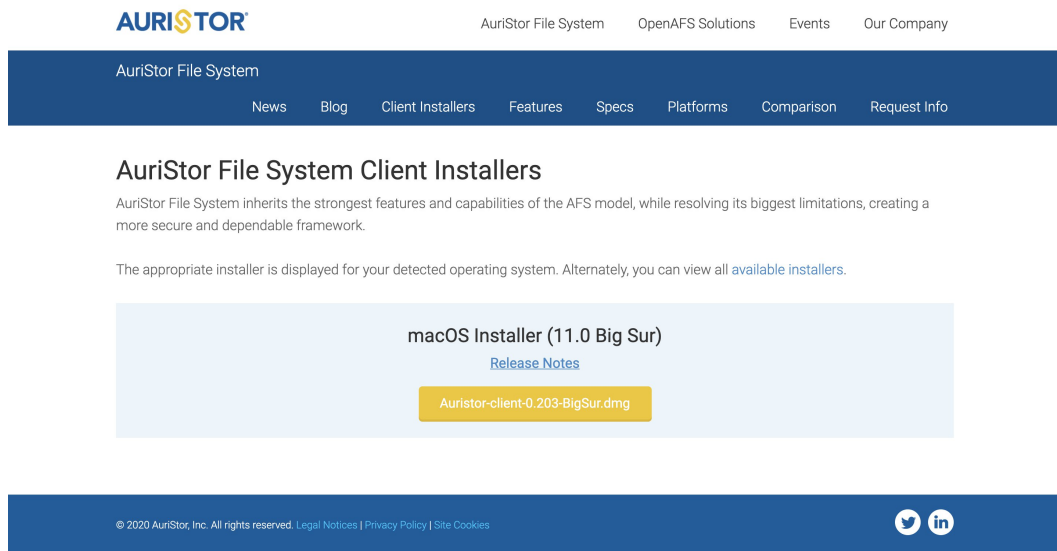 AURISTOR
AuriStor File System OpenAFS Solutions Events Our Company
AuriStor File System
News Blog Client Installers Features Specs Platforms Comparison Request Info
AuriStor File System Client Installers
AuriStor File System inherits the strongest features and capabilities of the AFS model, while resolving its biggest limitations, creating a
more secure and dependable framework.
The appropriate installer is displayed for your detected operating system. Alternately, you can view all available installers.
macOS Installer (11.0 Big Sur)
Release Notes
Auristor-client-0.203-BigSur.dmg
© 2020 AuriStor, Inc. All rights reserved. Legal Notices | Privacy Policy | Site Cookies